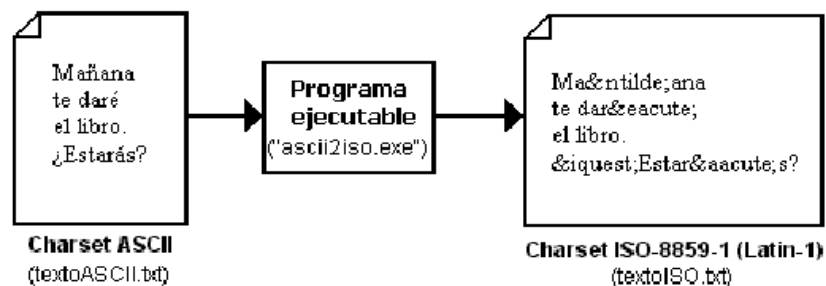 Mañana
te daré
el libro.
¿Estarás?
Charset ASCII
(textoASCII.txt)
Programa
ejecutable
("ascii2iso.exe")
Ma&ntilde;ana
te dar&eacute;
el libro.
&iquest;Estar&aacute;s?
Charset ISO-8859-1 (Latin-1)
(textoISO.txt)